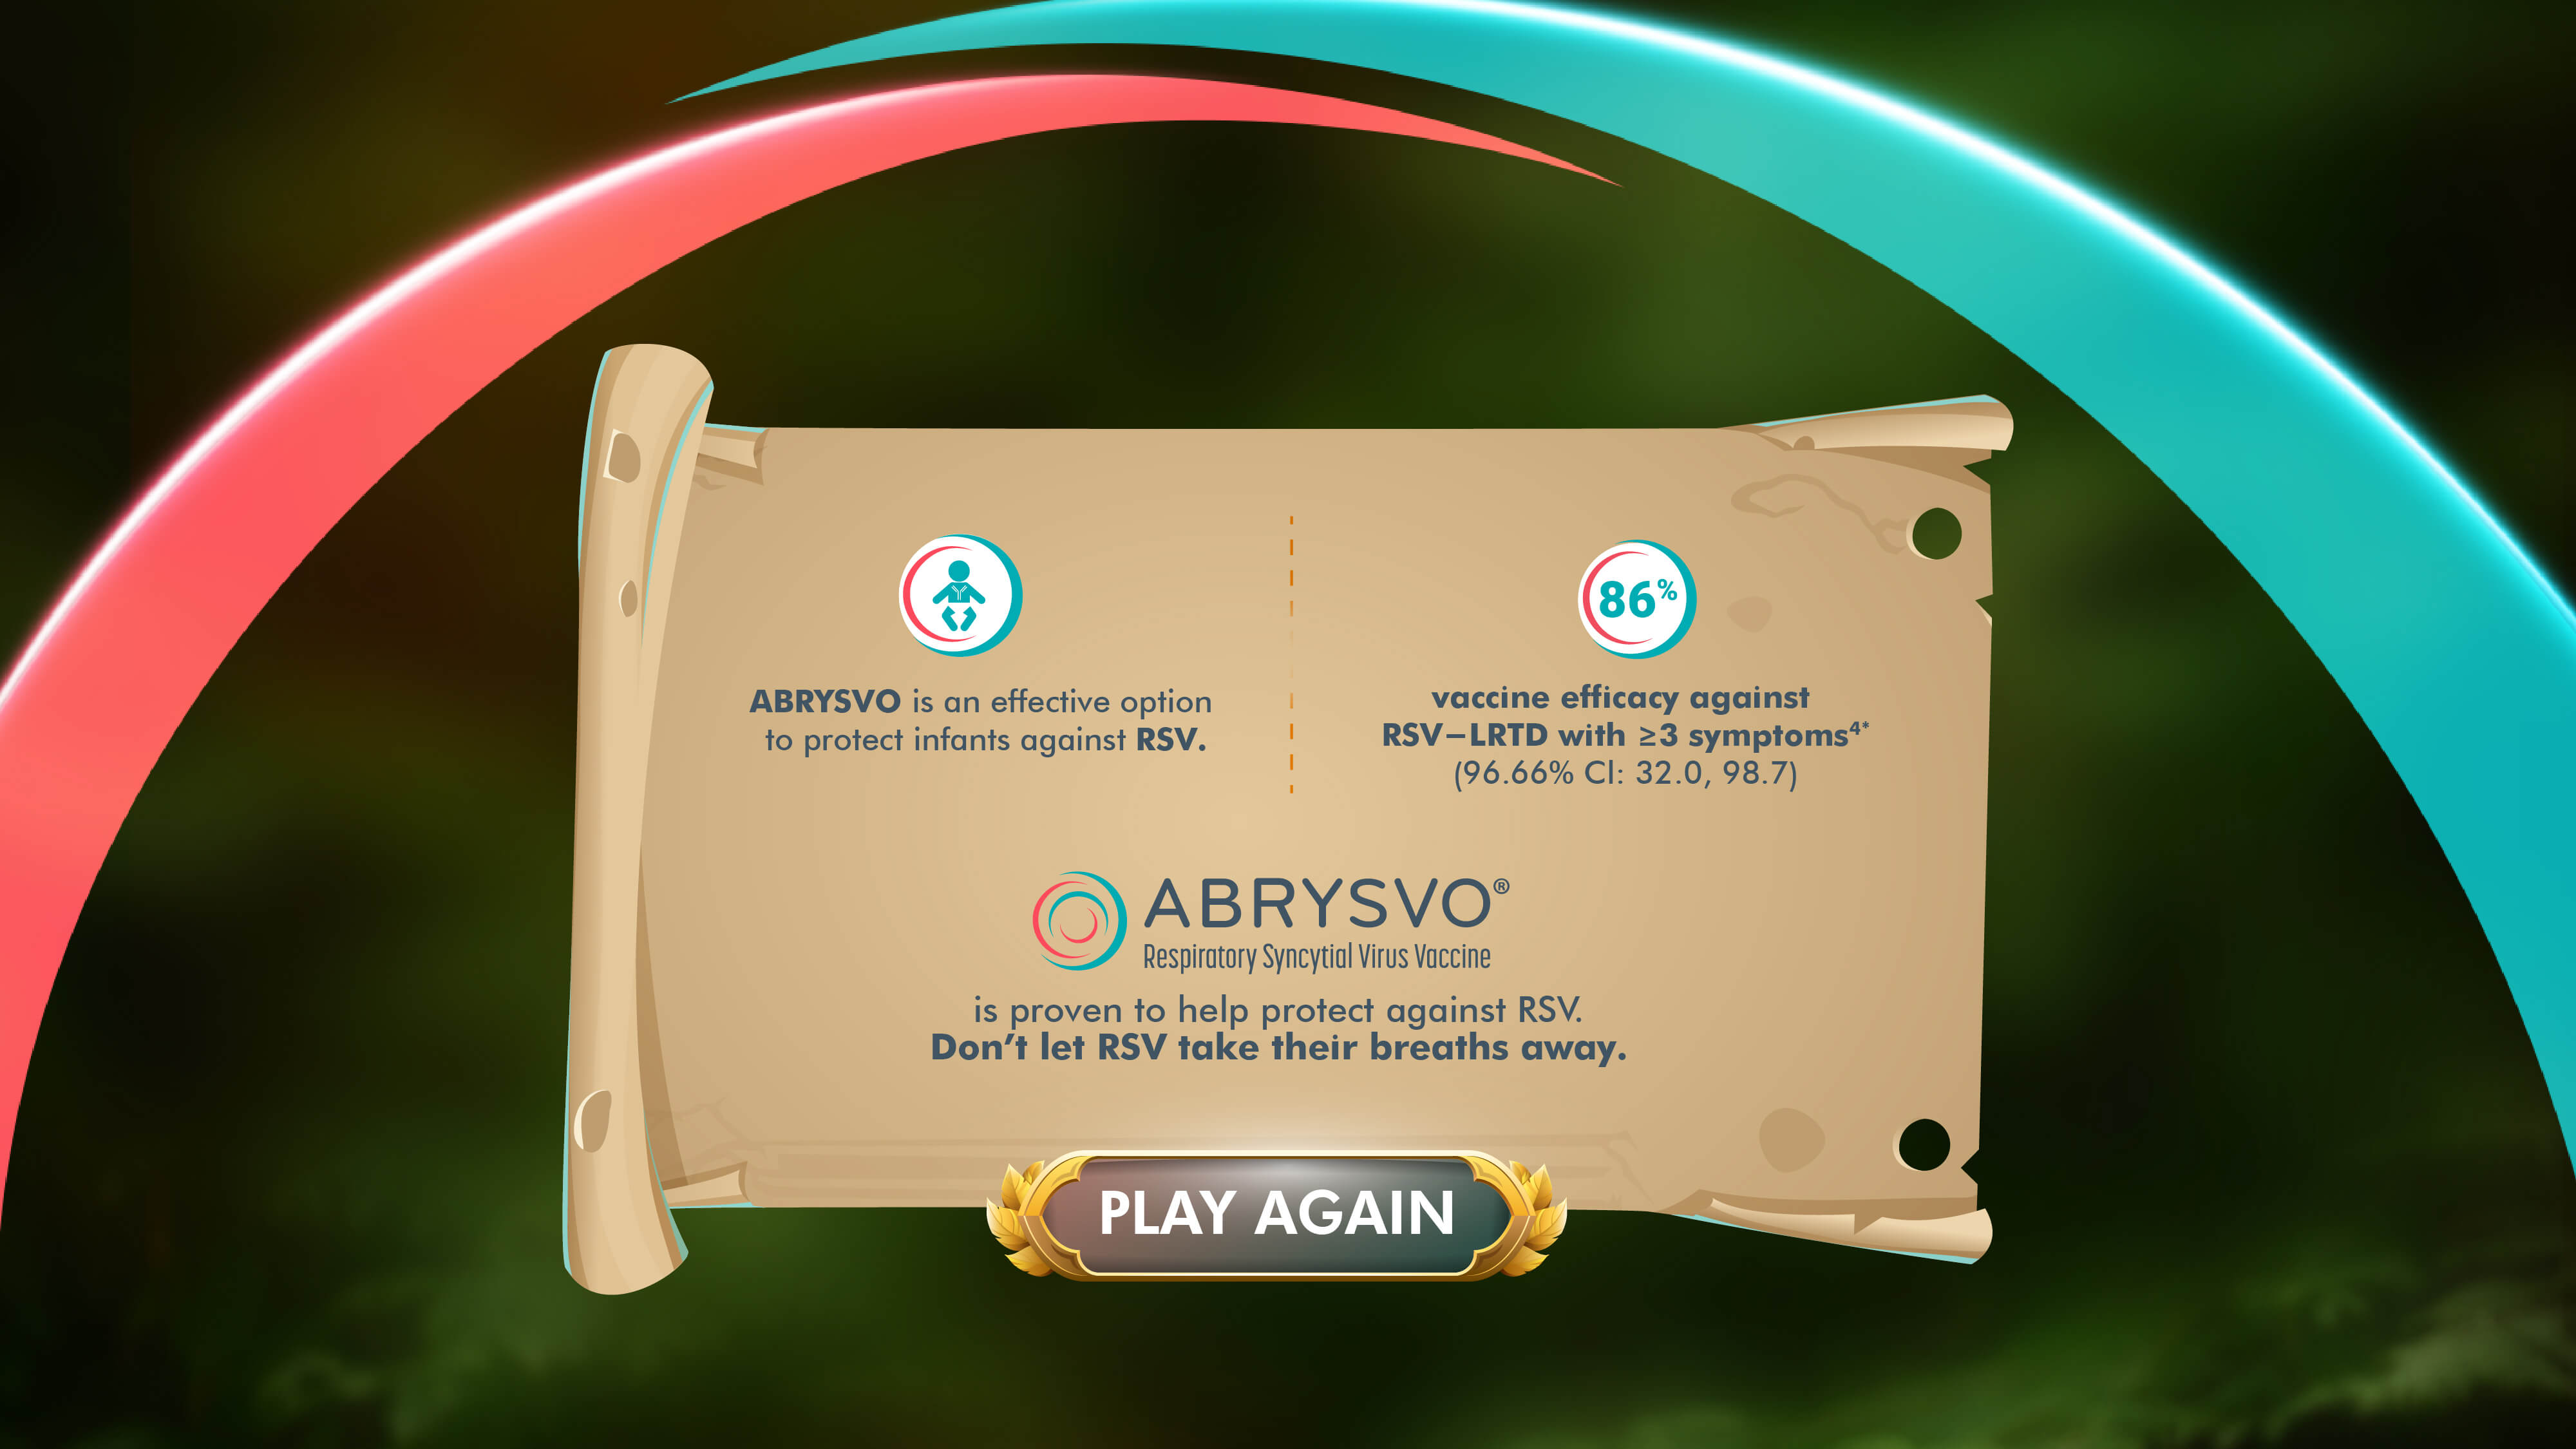 ABRYSVO is an effective option
to protect infants against RSV.
86%
vaccine efficacy against
RSV–LRTD with ≥3 symptoms⁴*
(96.66% CI: 32.0, 98.7)
ABRYSVO®
Respiratory Syncytial Virus Vaccine
is proven to help protect against RSV.
Don’t let RSV take their breaths away.
PLAY AGAIN